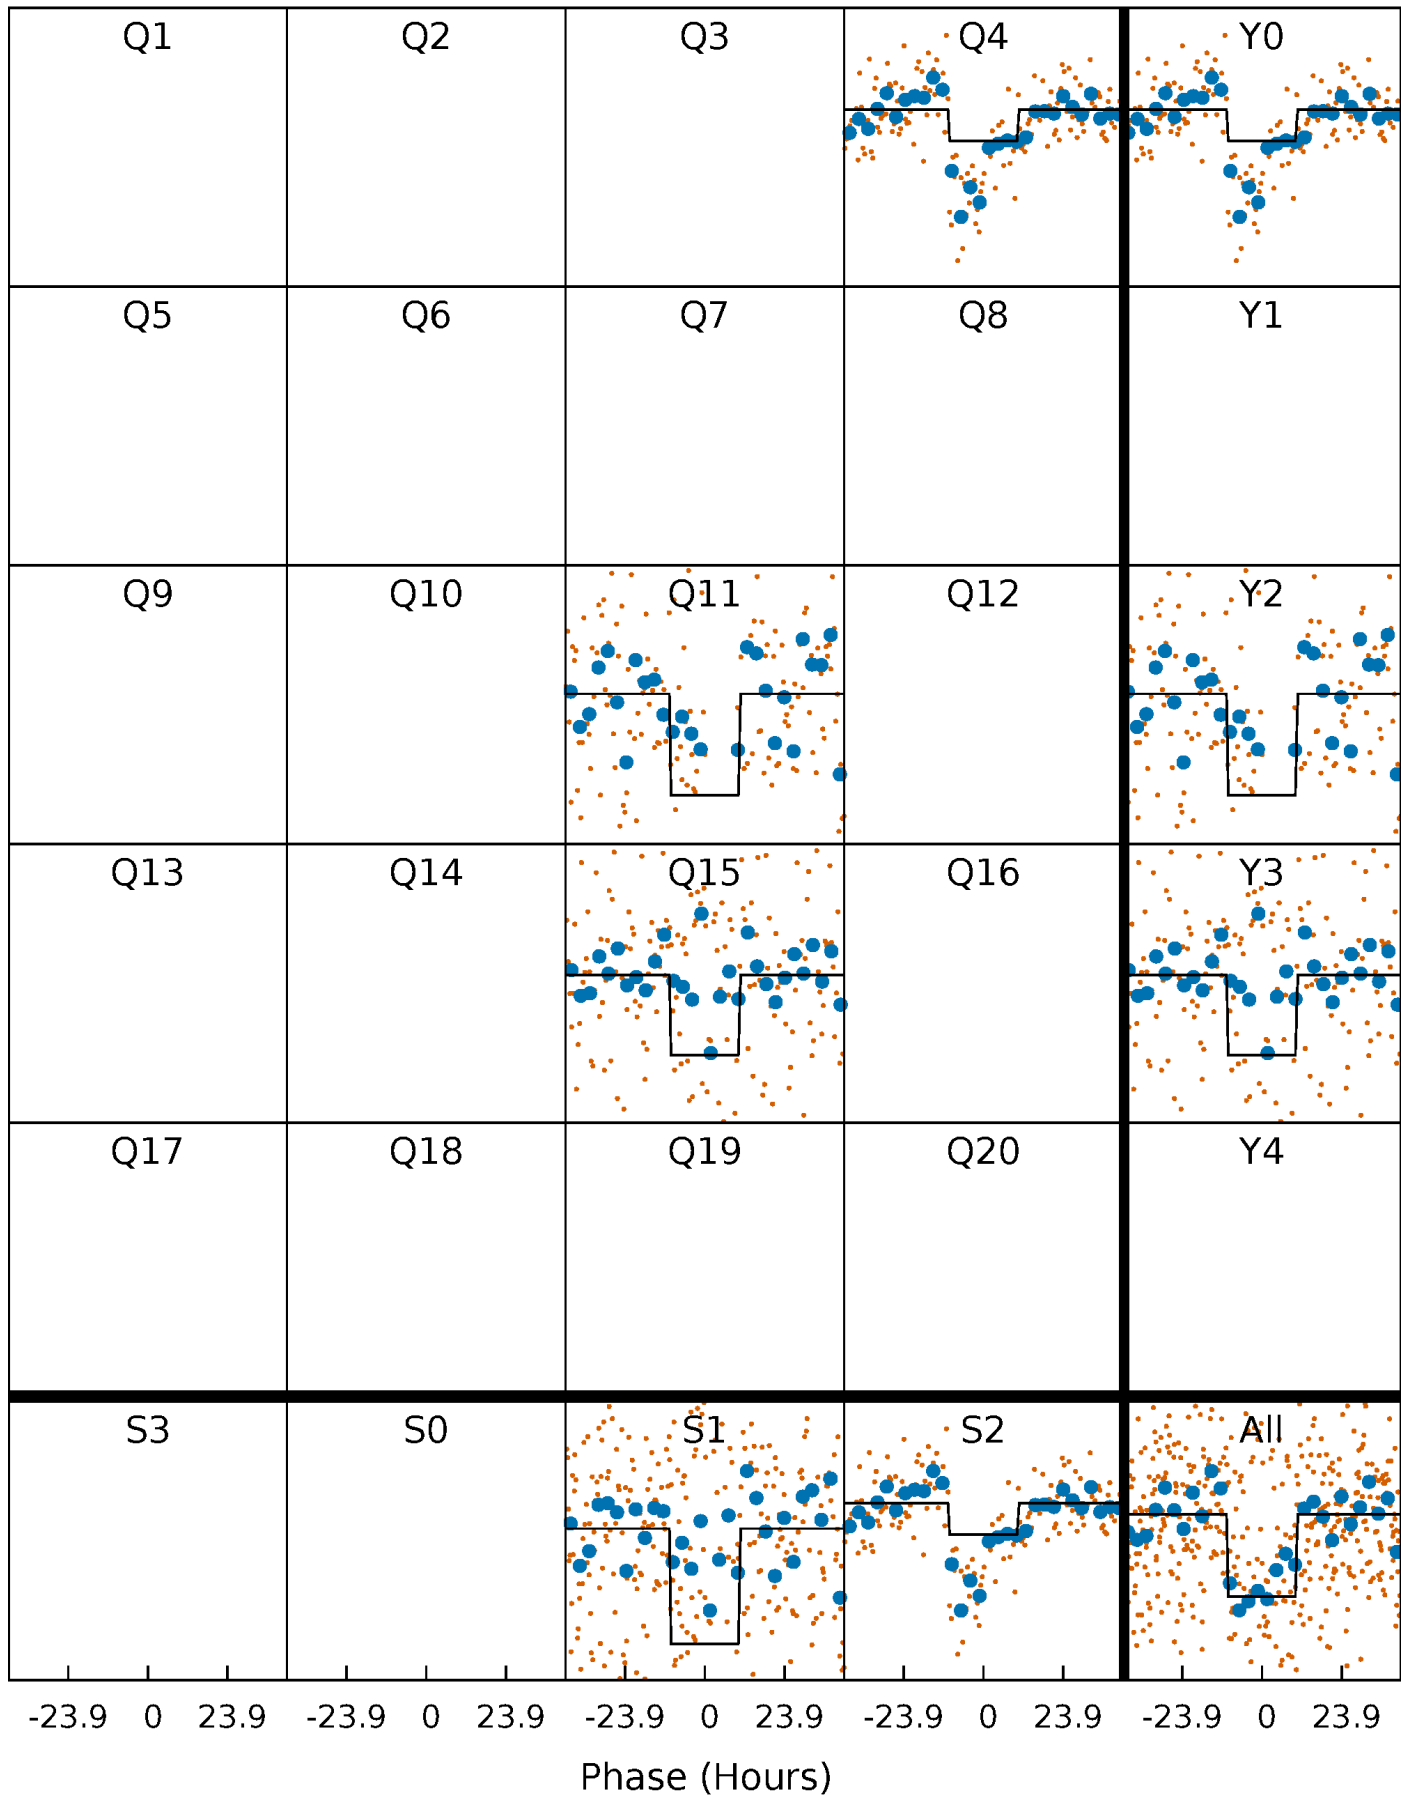 Q1 Q2 Q3 Q4 Y0
Q5 Q6 Q7 Q8 Y1
Q9 Q10 Q11 Q12 Y2
Q13 Q14 Q15 Q16 Y3
Q17 Q18 Q19 Q20 Y4
S3 S0 S1 S2 All
-23.9 0 23.9 -23.9 0 23.9 -23.9 0 23.9 -23.9 0 23.9 -23.9 0 23.9
Phase (Hours)